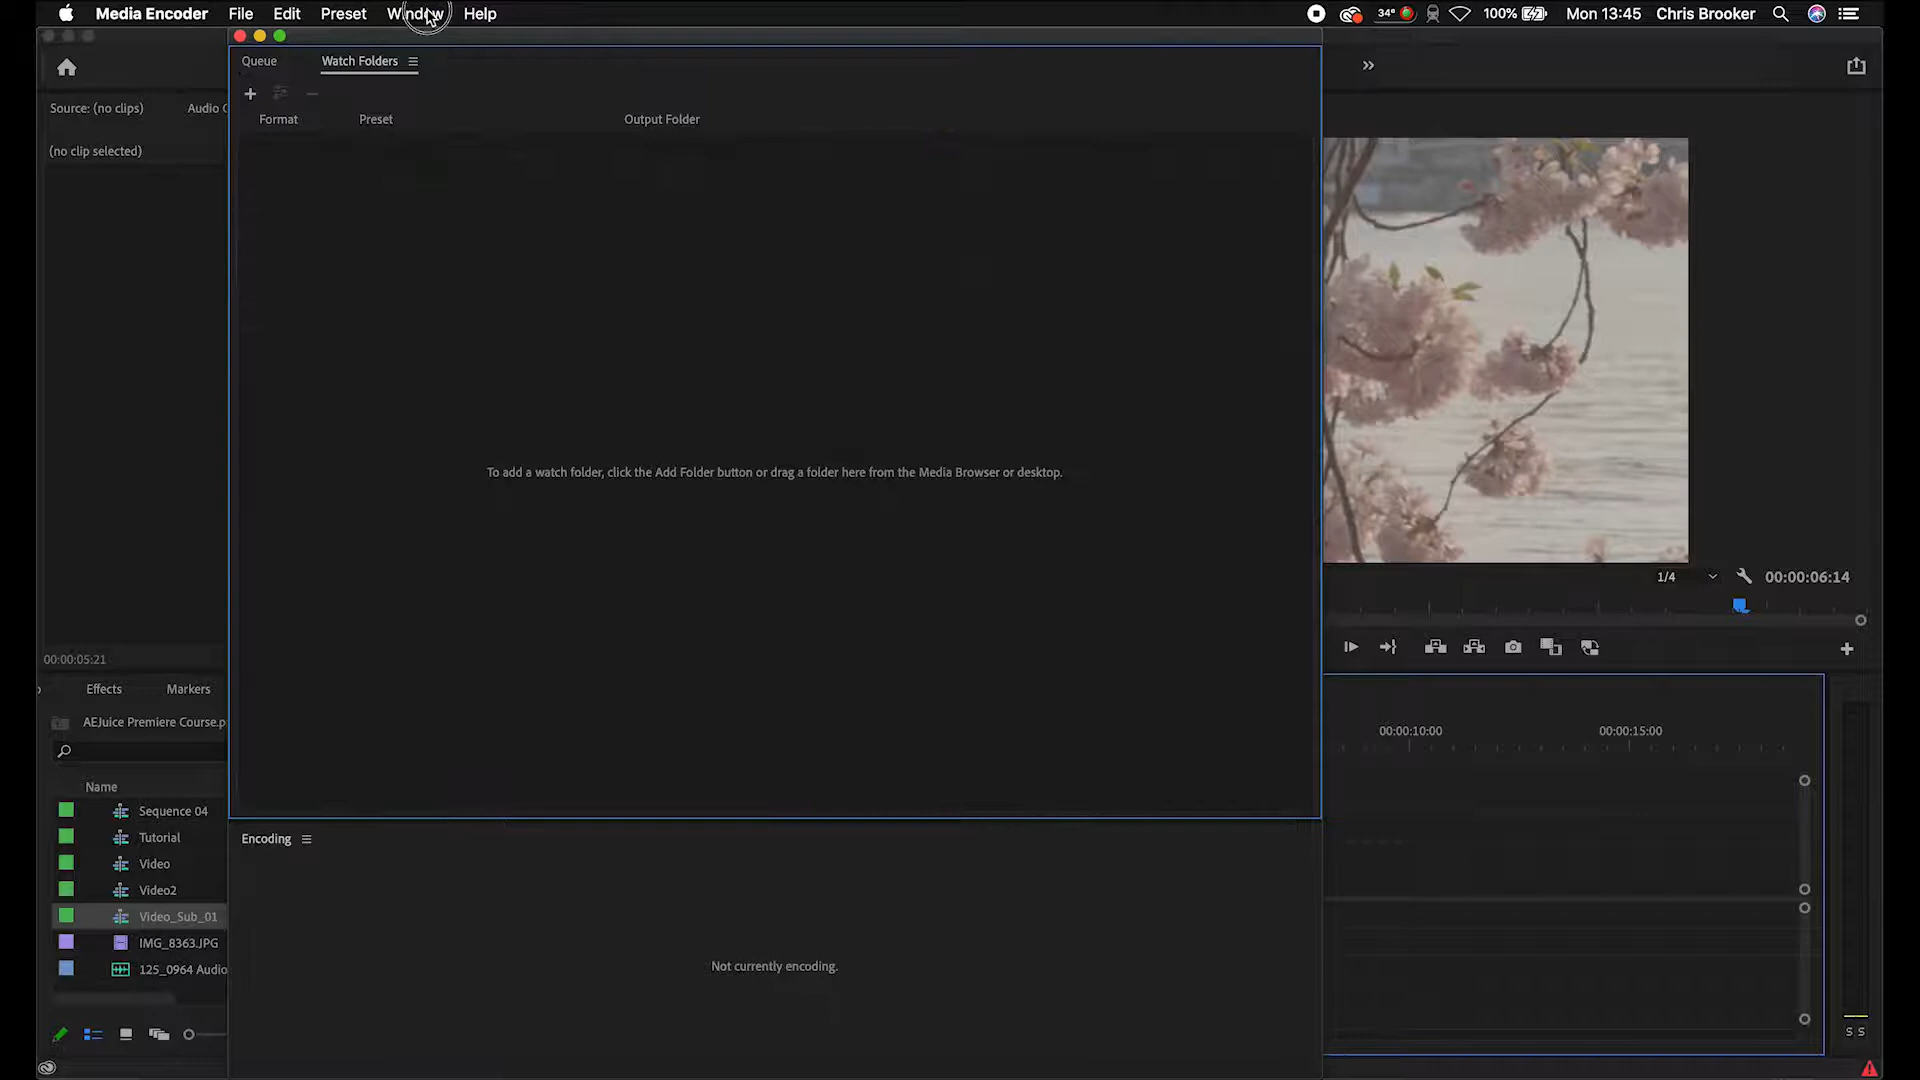 Media Encoder File Edit Preset Window Help
34° 100% Mon 13:45 Chris Brooker
Queue Watch Folders
Source: (no clips) Audio C
Format Preset Output Folder
(no clip selected)
To add a watch folder, click the Add Folder button or drag a folder here from the Media Browser or desktop.
1/4 00:00:06:14
00:00:05:21
Effects Markers
AEJuice Premiere Course.p
00:00:10:00 00:00:15:00
Name
Sequence 04
Tutorial
Video
Video2
Video_Sub_01
IMG_8363.JPG
125_0964 Audio
Encoding
Not currently encoding.
S S